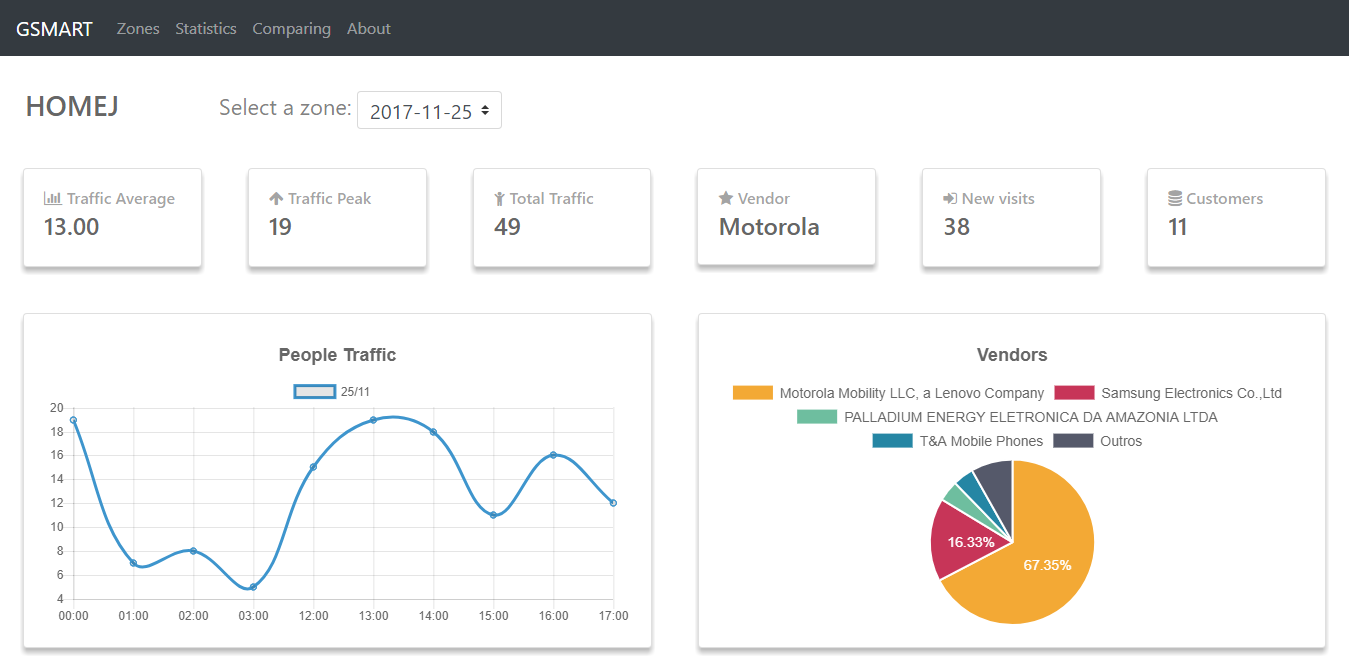 GSMART Zones Statistics Comparing About
HOMEJ Select a zone: 2017-11-25
Traffic Average
13.00
Traffic Peak
19
Total Traffic
49
Vendor
Motorola
New visits
38
Customers
11
People Traffic
25/11
20
18
16
14
12
10
8
6
4
00:00 01:00 02:00 03:00 12:00 13:00 14:00 15:00 16:00 17:00
Vendors
Motorola Mobility LLC, a Lenovo Company Samsung Electronics Co.,Ltd
PALLADIUM ENERGY ELETRONICA DA AMAZONIA LTDA
T&A Mobile Phones Outros
16.33%
67.35%